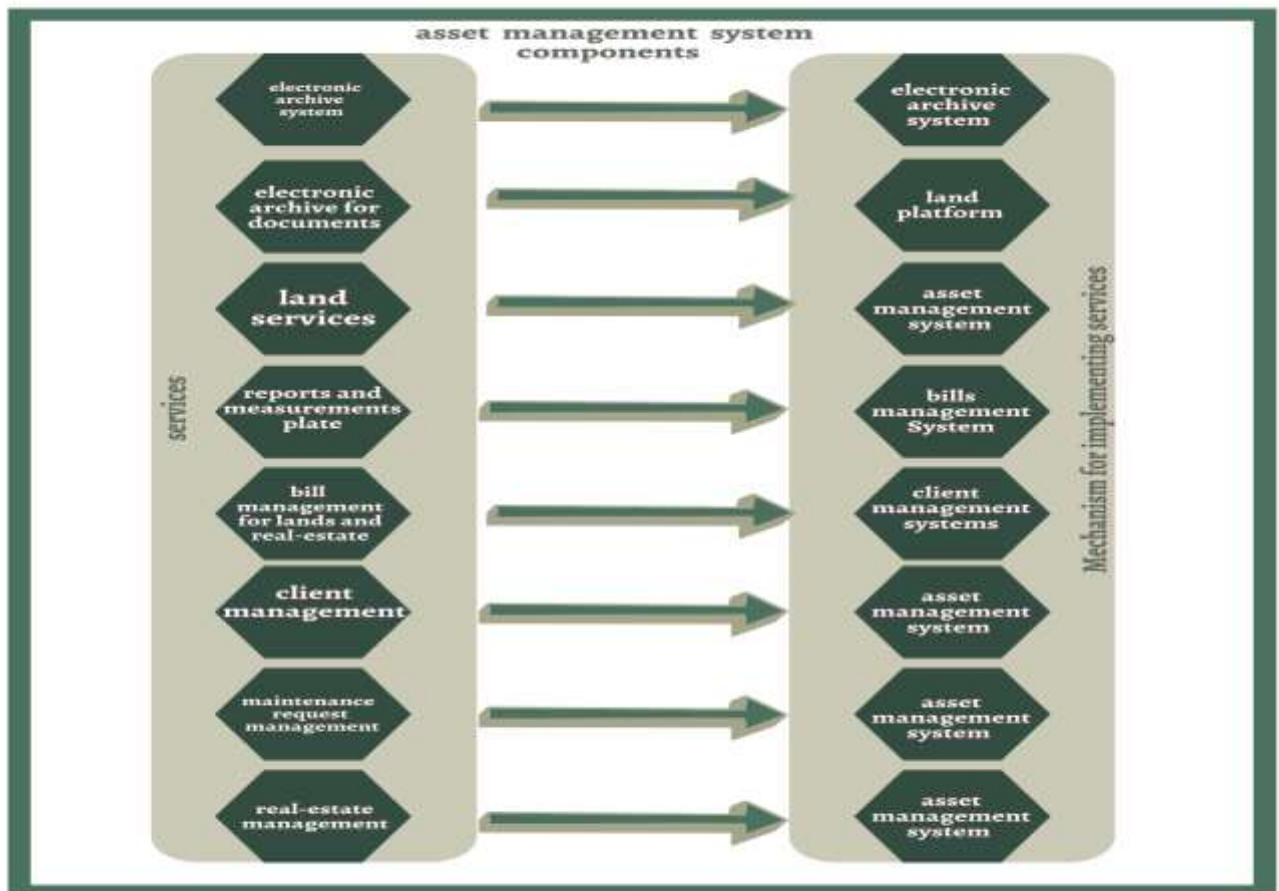 asset management system
components
services
electronic
archive
system
electronic
archive for
documents
land
services
reports and
measurements
plate
bill
management
for lands and
real-estate
client
management
maintenance
request
management
real-estate
management
electronic
archive
system
land
platform
asset
management
system
bills
management
System
client
management
systems
asset
management
system
asset
management
system
asset
management
system
Mechanism for implementing services